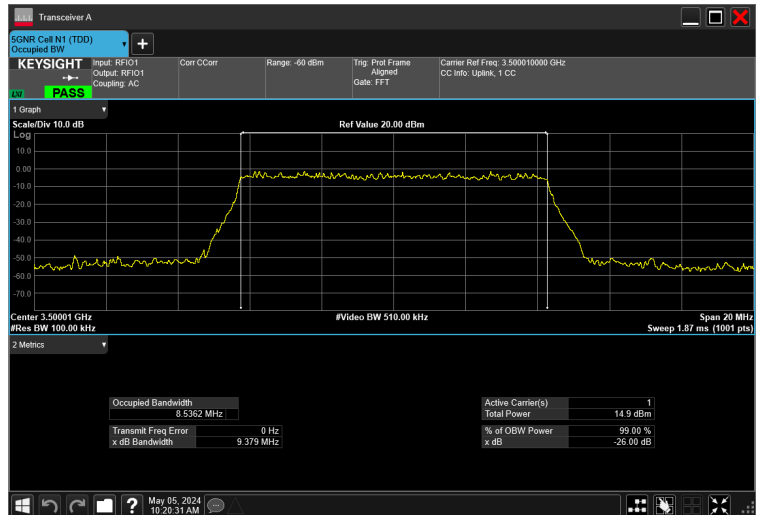 Transceiver A
5GNR Cell N1 (TDD)
Occupied BW
KEYSIGHT
LNI
PASS
Input: RFIO1
Output: RFIO1
Coupling: AC
Corr CCorr
Range: -60 dBm
Trig: Prot Frame
Aligned
Gate: FFT
Carrier Ref Freq: 3.500010000 GHz
CC Info: Uplink, 1 CC
1 Graph
Scale/Div 10.0 dB
Ref Value 20.00 dBm
Log
10.0
0.00
-10.0
-20.0
-30.0
-40.0
-50.0
-60.0
-70.0
Center 3.50001 GHz
#Video BW 510.00 kHz
Span 20 MHz
#Res BW 100.00 kHz
Sweep 1.87 ms (1001 pts)
2 Metrics
Occupied Bandwidth
8.5362 MHz
Transmit Freq Error 0 Hz
x dB Bandwidth 9.379 MHz
Active Carrier(s) 1
Total Power 14.9 dBm
% of OBW Power 99.00 %
x dB -26.00 dB
?
May 05, 2024
10:20:31 AM